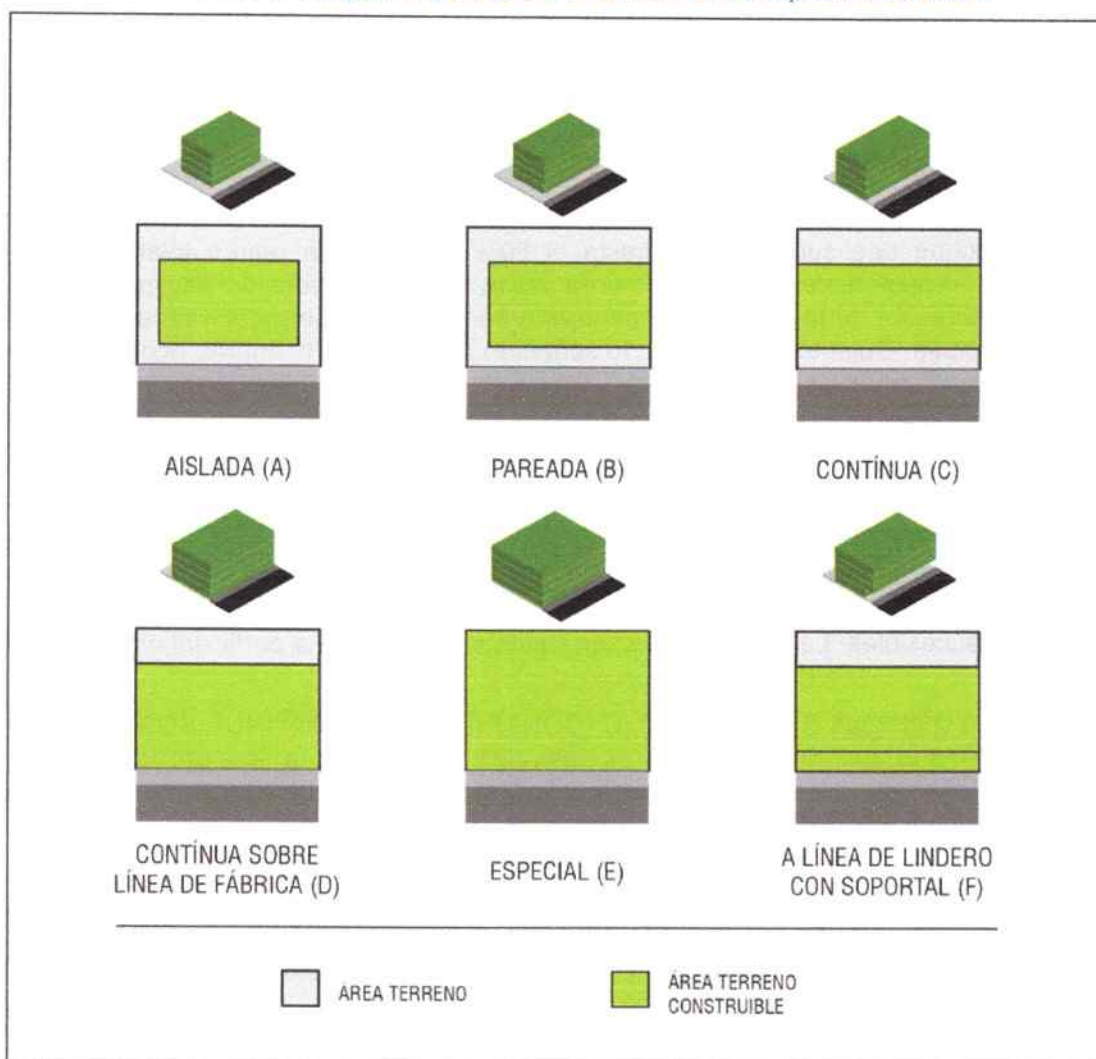 AISLADA (A)
PAREADA (B)
CONTÍNUA (C)
CONTÍNUA SOBRE
LÍNEA DE FÁBRICA (D)
ESPECIAL (E)
A LÍNEA DE LINDERO
CON SOPORTAL (F)
ÁREA TERRENO
ÁREA TERRENO
CONSTRUIBLE